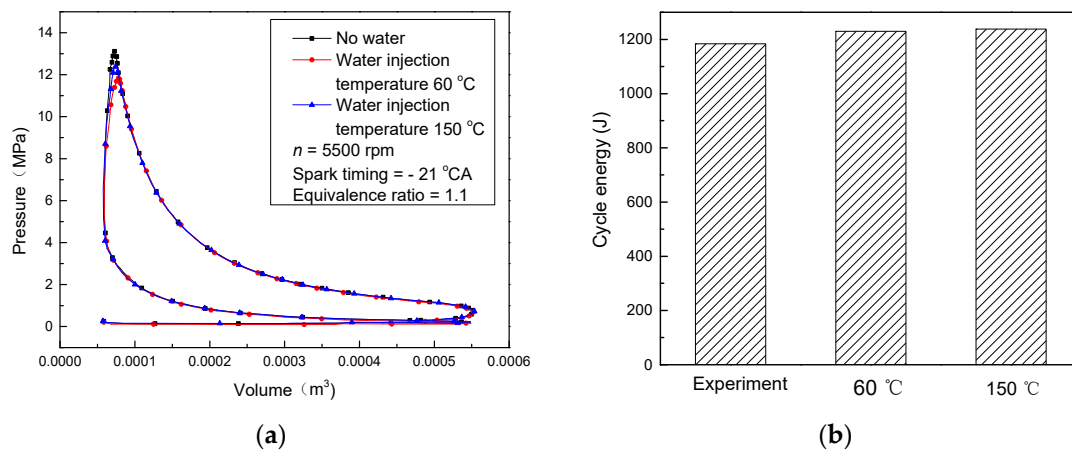 14
12
10
8
6
4
2
0
Pressure（MPa)
No water
Water injection
temperature 60 °C
Water injection
temperature 150 °C
n = 5500 rpm
Spark timing = - 21 °CA
Equivalence ratio = 1.1
0.0000 0.0001 0.0002 0.0003 0.0004 0.0005 0.0006
Volume（m³)
(a)
1200
1000
800
600
400
200
0
Cycle energy (J)
Experiment 60 ℃ 150 ℃
(b)